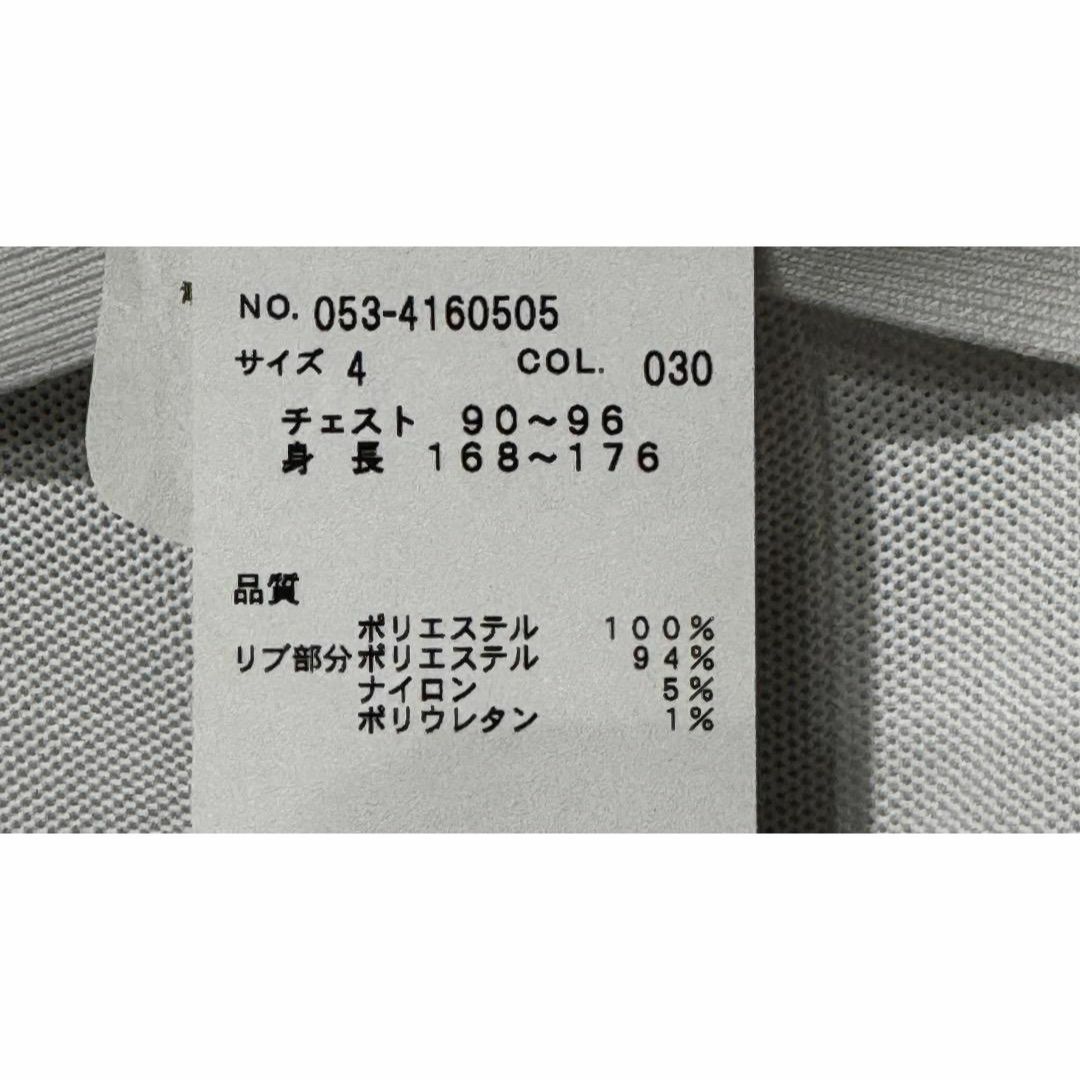 NO. 053-4160505
サイズ 4 COL. 030
チェスト 90～96
身 長 168～176
品質
ポリエステル 100%
リブ部分ポリエステル 94%
ナイロン 5%
ポリウレタン 1%